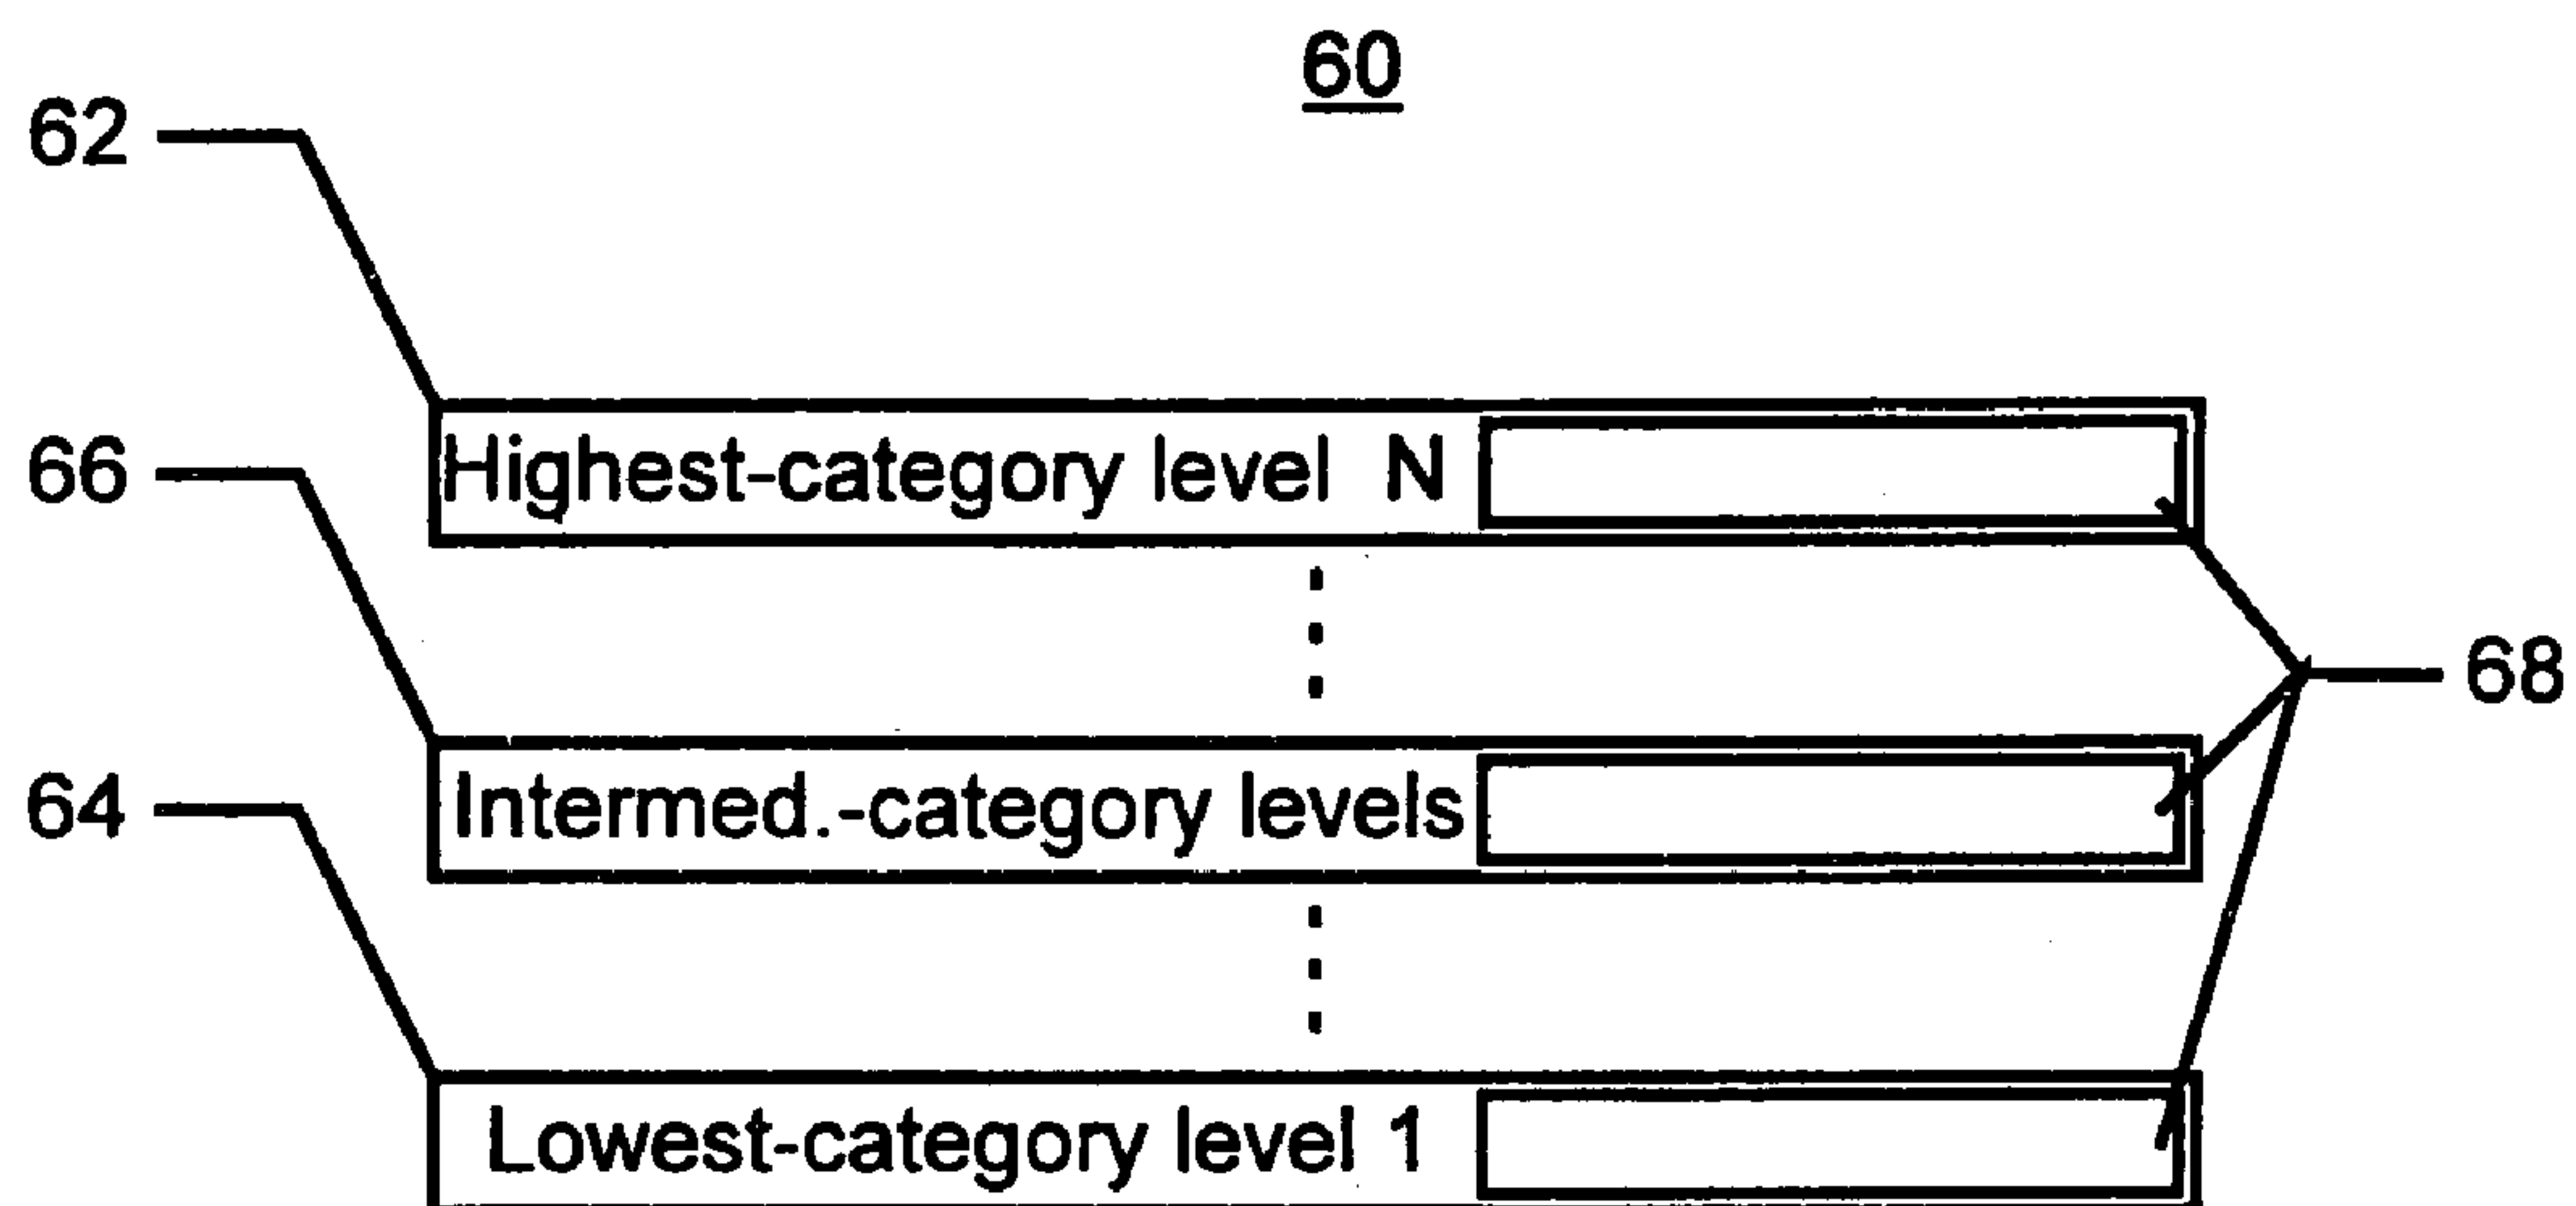 60
62
Highest-category level N
66
68
Intermed.-category levels
64
Lowest-category level 1